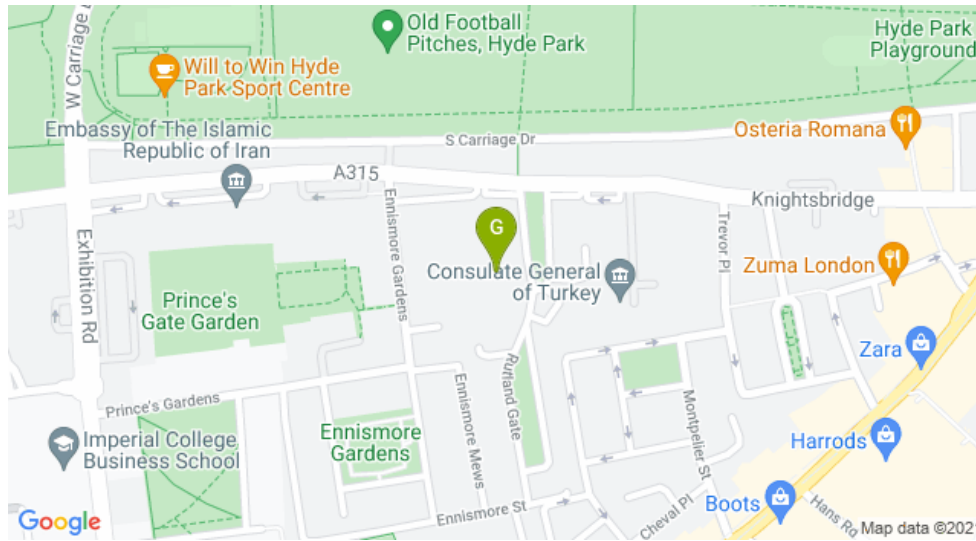 Old Football
Pitches, Hyde Park
Hyde Park
Playground
W Carriage
Will to Win Hyde
Park Sport Centre
Embassy of The Islamic
Republic of Iran
S Carriage Dr
Osteria Romana
A315
Knightsbridge
Exhibition Rd
Ennismore Gardens
G
Trevor Pl
Consulate General
of Turkey
Zuma London
Prince's
Gate Garden
Zara
Rutland Gate
Prince's Gardens
Ennismore Mews
Montpelier St
Imperial College
Business School
Ennismore
Gardens
Harrods
Boots
Ennismore St
Cheval Pl
Hans Rd
Google
Map data ©202